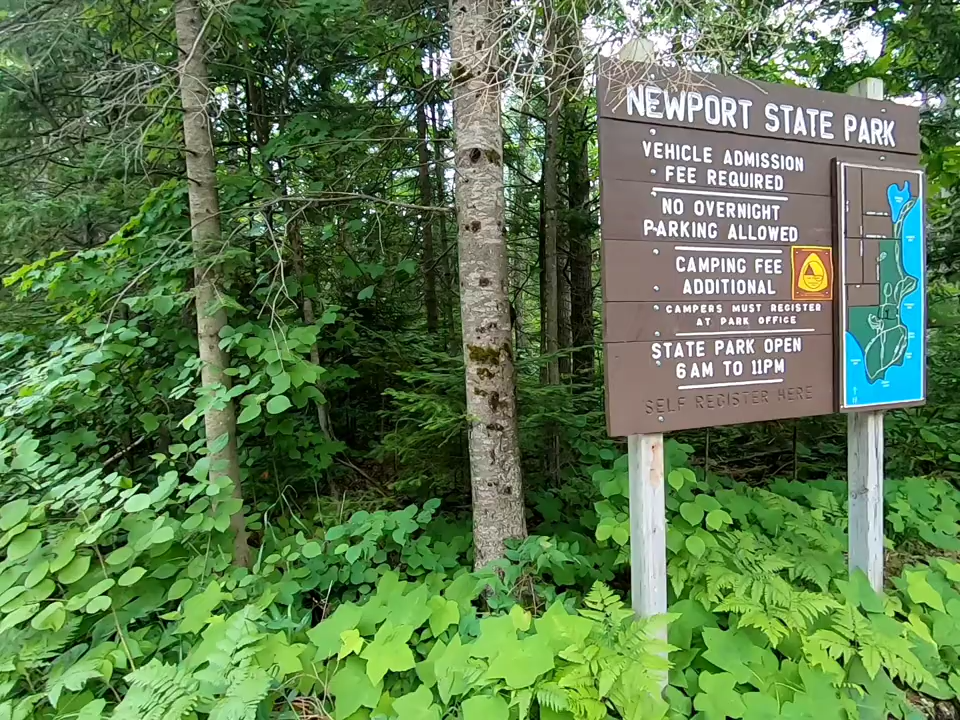 NEWPORT STATE PARK
VEHICLE ADMISSION
FEE REQUIRED
NO OVERNIGHT
PARKING ALLOWED
CAMPING FEE
ADDITIONAL
CAMPERS MUST REGISTER
AT PARK OFFICE
STATE PARK OPEN
6AM TO 11PM
SELF REGISTER HERE